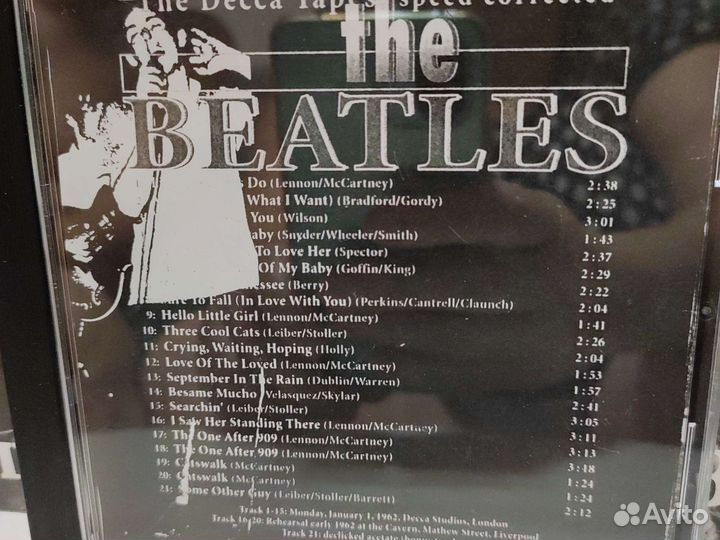 The Decca Tapes, speed corrected
the
BEATLES
s Do (Lennon/McCartney) 2:38
What I Want) (Bradford/Gordy) 2:25
You (Wilson) 3:01
aby (Snyder/Wheeler/Smith) 1:43
To Love Her (Spector) 2:37
Of My Baby (Goffin/King) 2:29
essee (Berry) 2:22
To Fall (In Love With You) (Perkins/Cantrell/Claunch) 2:04
9: Hello Little Girl (Lennon/McCartney) 1:41
10: Three Cool Cats (Leiber/Stoller) 2:26
11: Crying, Waiting, Hoping (Holly) 2:04
12: Love Of The Loved (Lennon/McCartney) 1:53
13: September In The Rain (Dublin/Warren) 1:57
14: Besame Mucho (Velasquez/Skylar) 2:41
15: Searchin' (Leiber/Stoller) 3:05
16: I Saw Her Standing There (Lennon/McCartney) 3:11
17: The One After 909 (Lennon/McCartney) 3:13
18: The One After 909 (Lennon/McCartney) 3:18
19: Catswalk (McCartney) 1:24
20: Catswalk (McCartney) 1:24
21: Some Other Guy (Leiber/Stoller/Barrett) 2:12
Track 1-15: Monday, January 1, 1962, Decca Studios, London
Track 16-20: Rehearsal early 1962 at the Cavern, Mathew Street, Liverpool
Track 21: declicked acetate
Avito